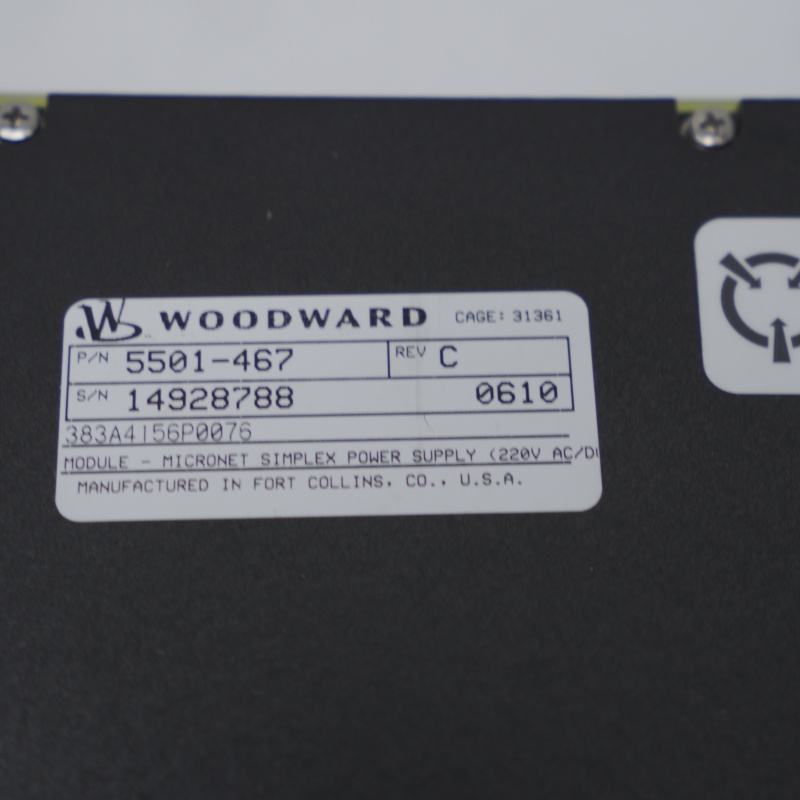 WOODWARD CAGE: 31361
P/N 5501-467 REV C
S/N 14928788 0610
383A4156P0076
MODULE - MICRONET SIMPLEX POWER SUPPLY (220V AC/D
MANUFACTURED IN FORT COLLINS, CO., U.S.A.